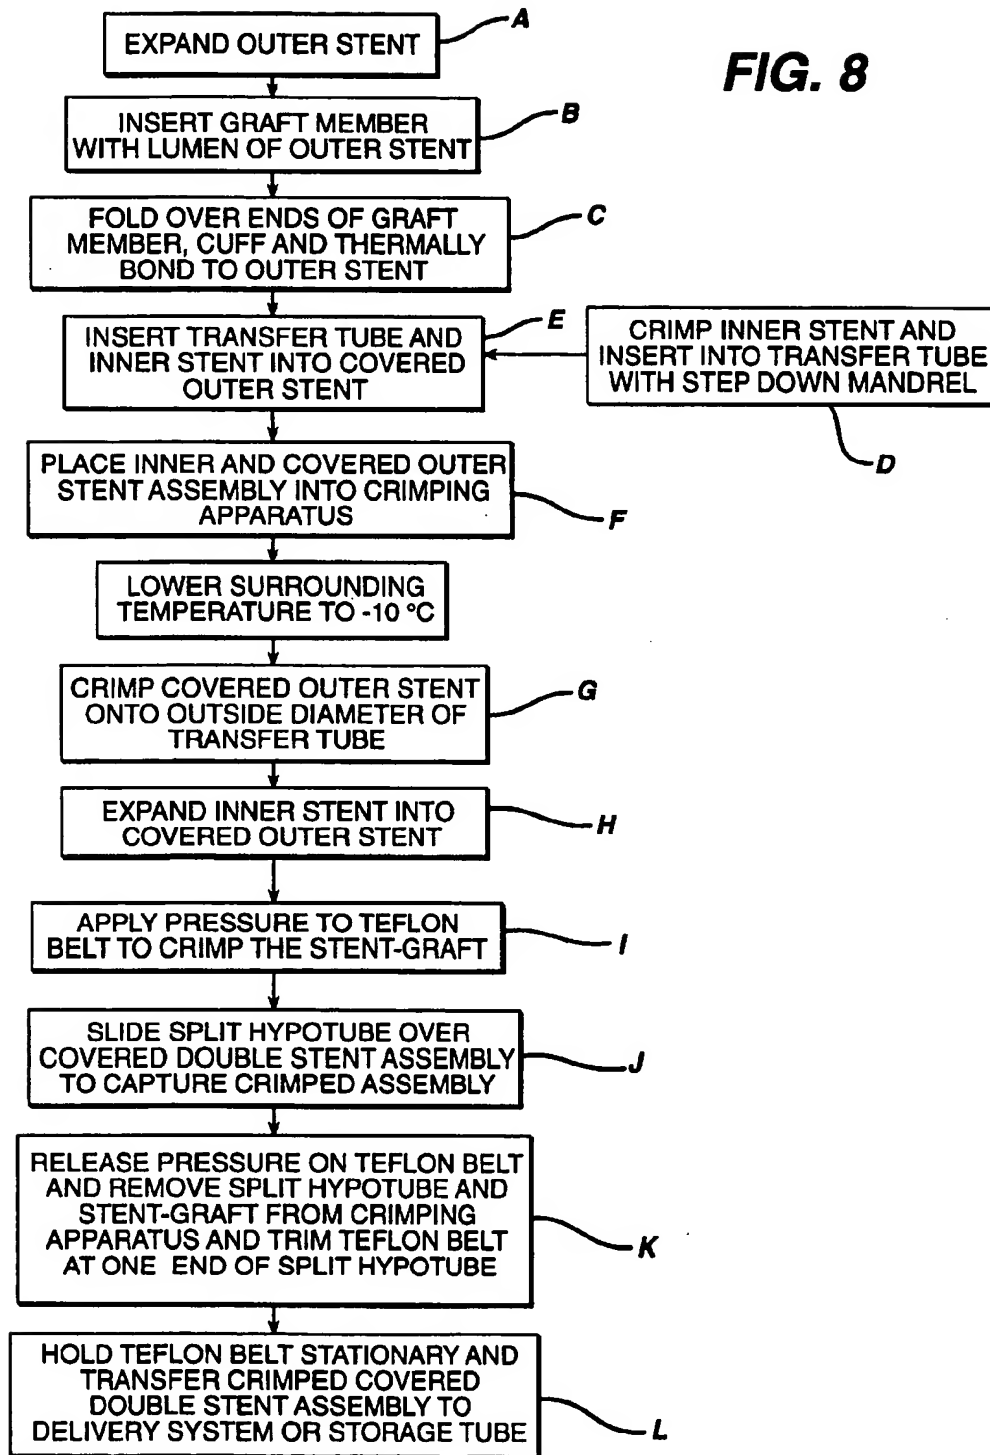 FIG. 8
EXPAND OUTER STENT
A
INSERT GRAFT MEMBER
WITH LUMEN OF OUTER STENT
B
FOLD OVER ENDS OF GRAFT
MEMBER, CUFF AND THERMALLY
BOND TO OUTER STENT
C
INSERT TRANSFER TUBE AND
INNER STENT INTO COVERED
OUTER STENT
E
CRIMP INNER STENT AND
INSERT INTO TRANSFER TUBE
WITH STEP DOWN MANDREL
D
PLACE INNER AND COVERED OUTER
STENT ASSEMBLY INTO CRIMPING
APPARATUS
F
LOWER SURROUNDING
TEMPERATURE TO -10 °C
CRIMP COVERED OUTER STENT
ONTO OUTSIDE DIAMETER OF
TRANSFER TUBE
G
EXPAND INNER STENT INTO
COVERED OUTER STENT
H
APPLY PRESSURE TO TEFLON
BELT TO CRIMP THE STENT-GRAFT
I
SLIDE SPLIT HYPOTUBE OVER
COVERED DOUBLE STENT ASSEMBLY
TO CAPTURE CRIMPED ASSEMBLY
J
RELEASE PRESSURE ON TEFLON BELT
AND REMOVE SPLIT HYPOTUBE AND
STENT-GRAFT FROM CRIMPING
APPARATUS AND TRIM TEFLON BELT
AT ONE END OF SPLIT HYPOTUBE
K
HOLD TEFLON BELT STATIONARY AND
TRANSFER CRIMPED COVERED
DOUBLE STENT ASSEMBLY TO
DELIVERY SYSTEM OR STORAGE TUBE
L